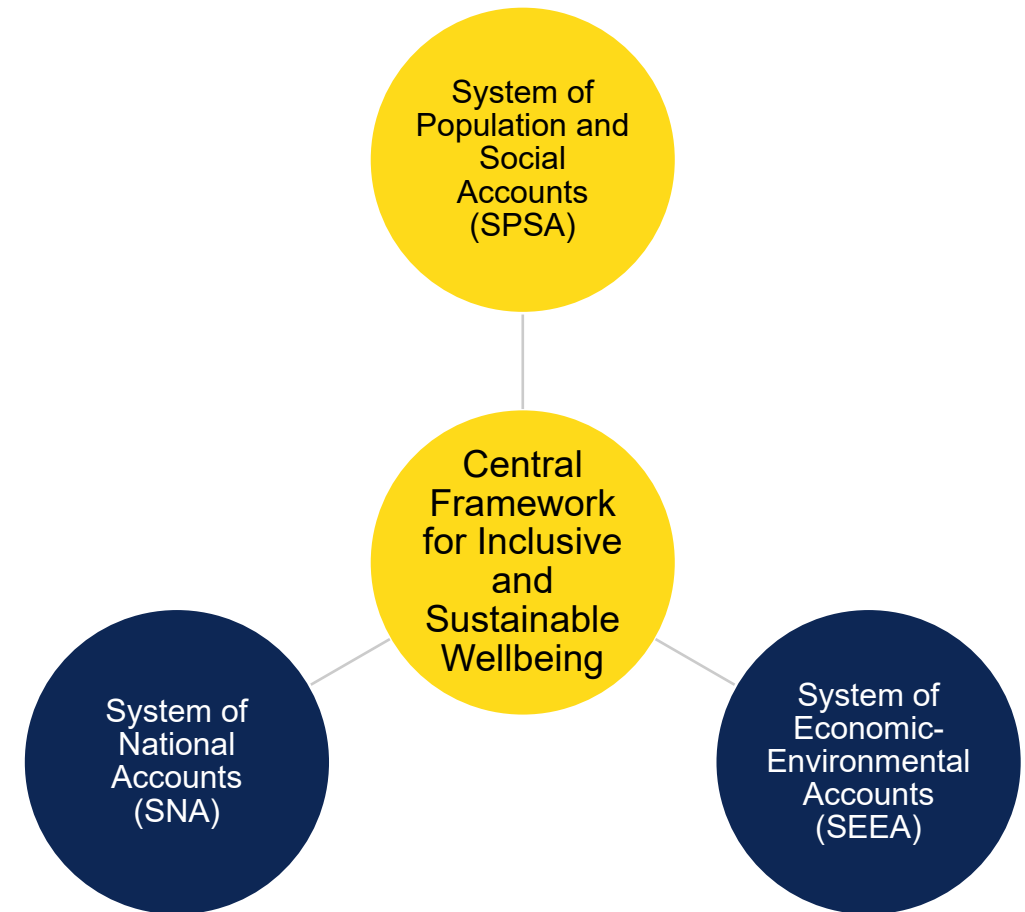 System of
Population and
Social
Accounts
(SPSA)
Central
Framework
for Inclusive
and
Sustainable
Wellbeing
System of
National
Accounts
(SNA)
System of
Economic-
Environmental
Accounts
(SEEA)